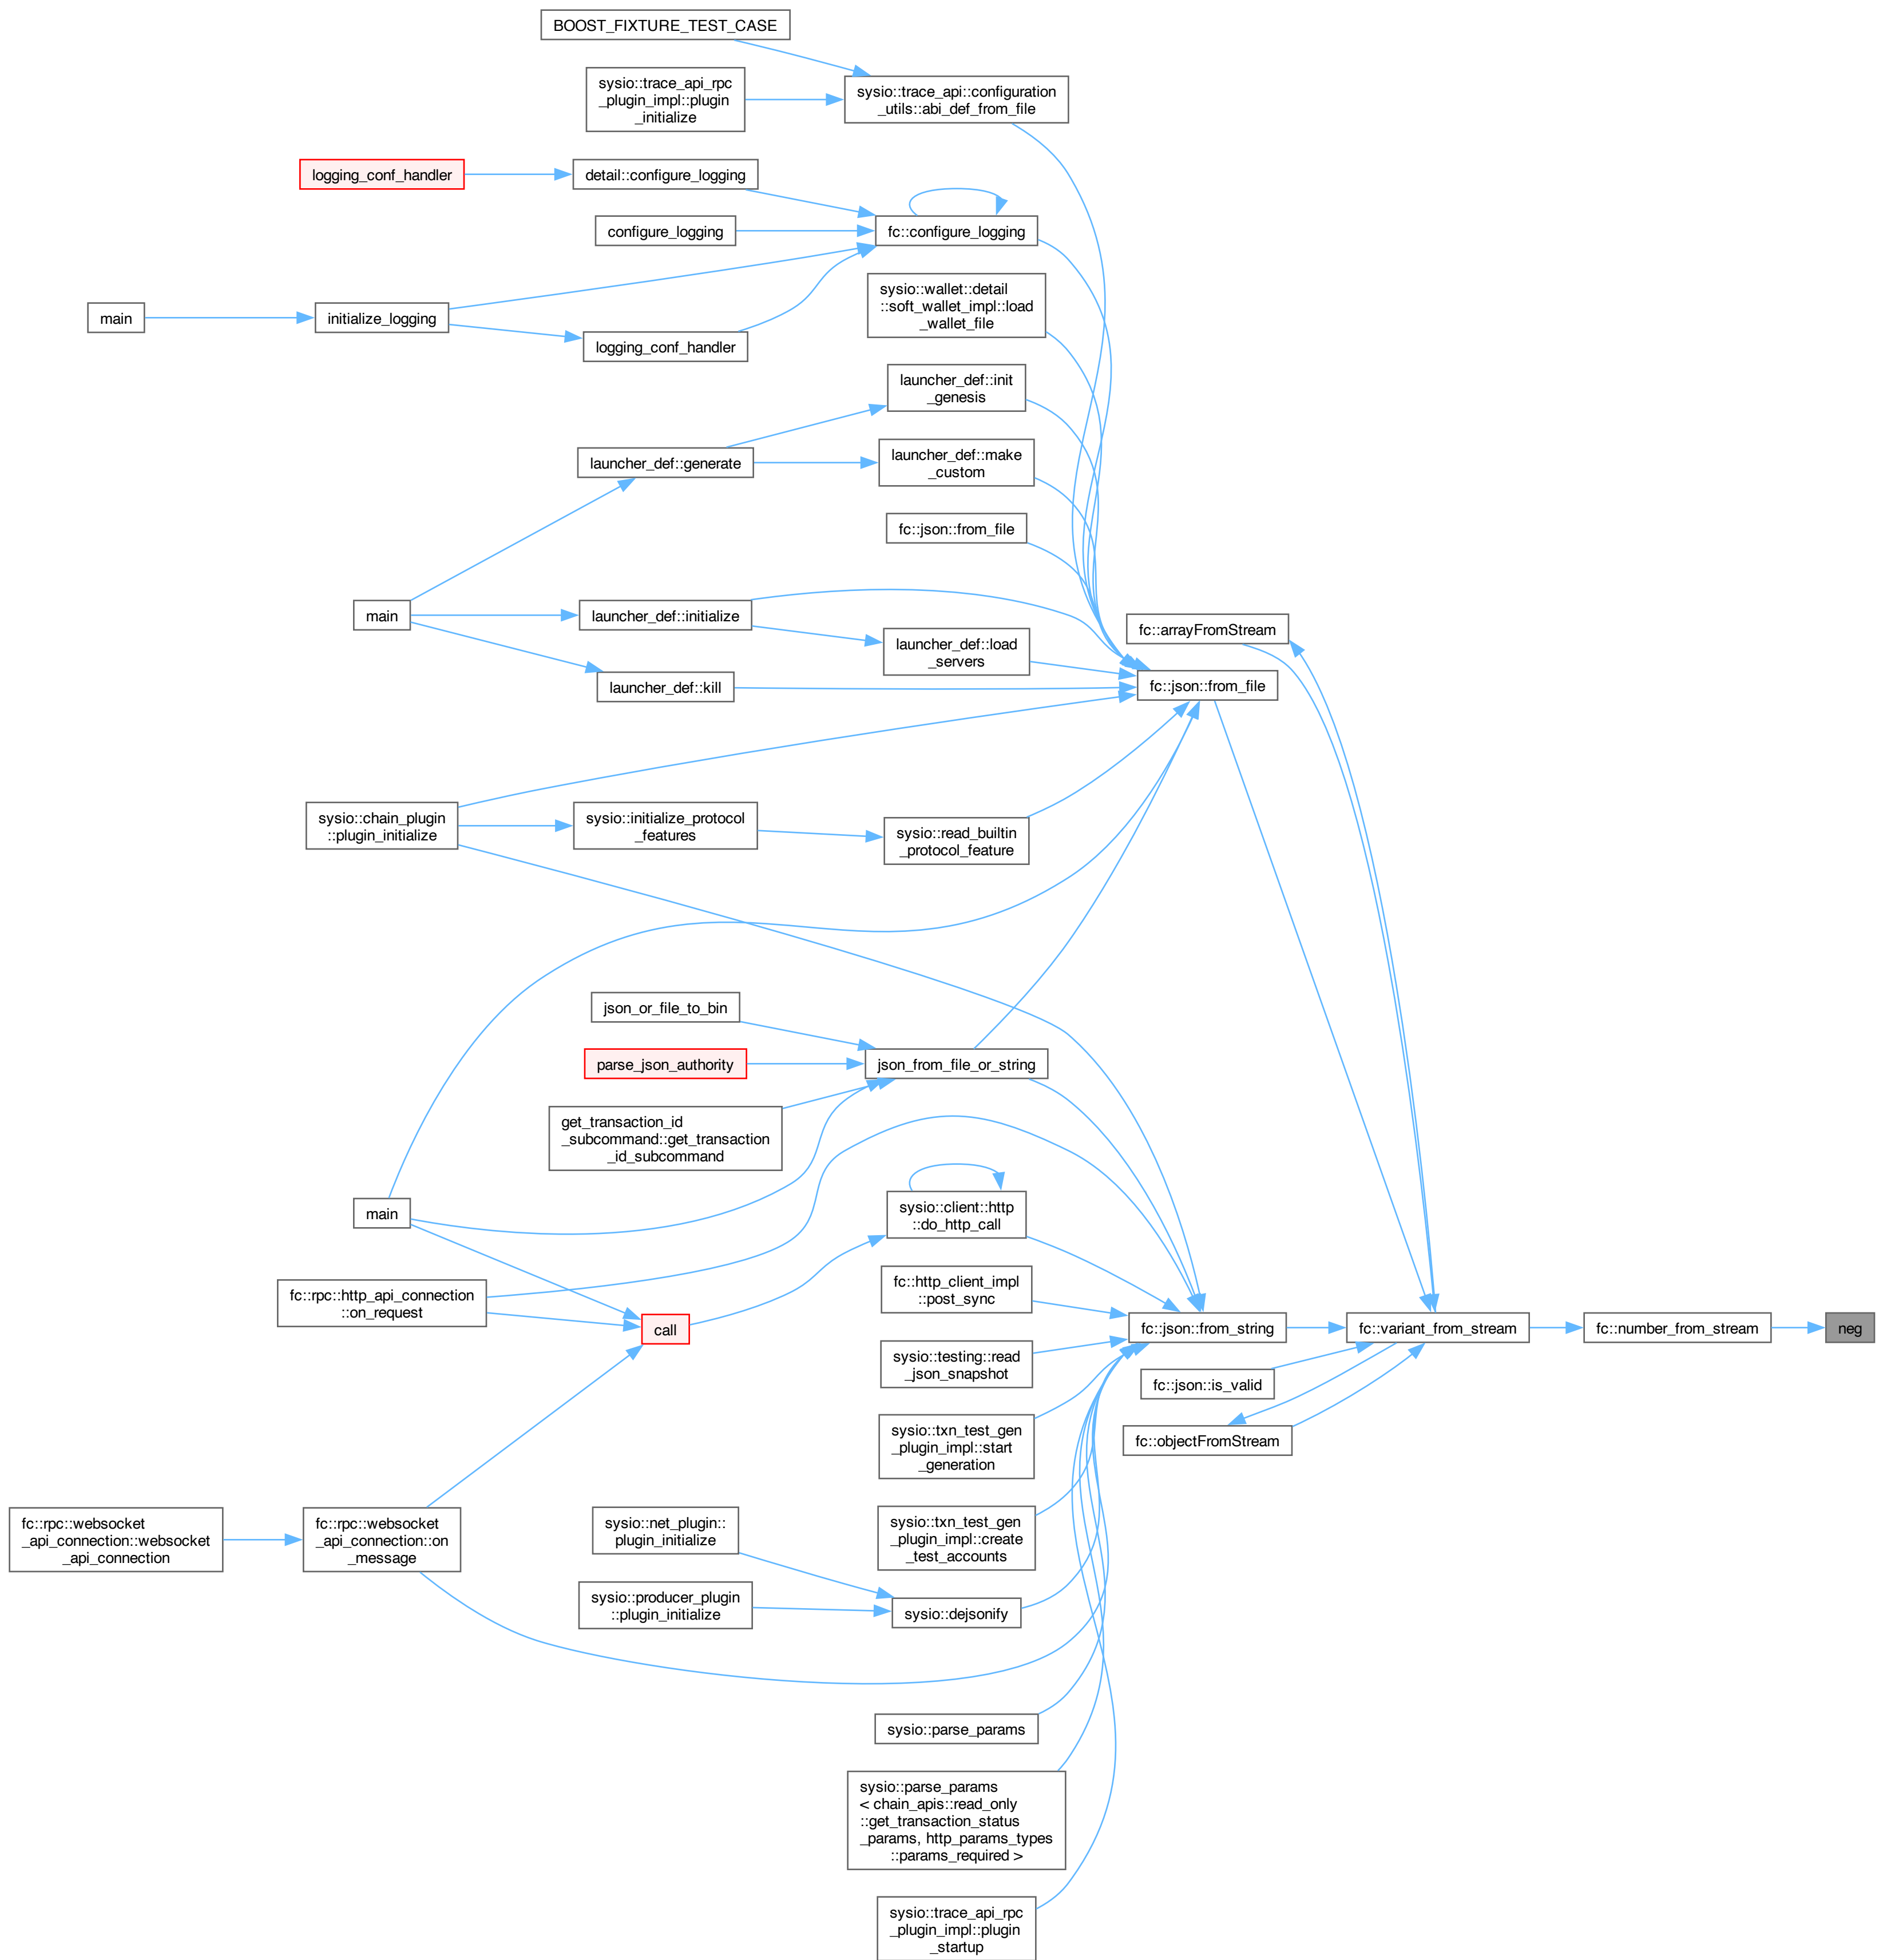 BOOST_FIXTURE_TEST_CASE
sysio::trace_api_rpc
_plugin_impl::plugin
_initialize
sysio::trace_api::configuration
_utils::abi_def_from_file
logging_conf_handler
detail::configure_logging
configure_logging
fc::configure_logging
sysio::wallet::detail
::soft_wallet_impl::load
_wallet_file
main
initialize_logging
logging_conf_handler
launcher_def::init
_genesis
launcher_def::generate
launcher_def::make
_custom
fc::json::from_file
main
launcher_def::initialize
launcher_def::load
_servers
fc::arrayFromStream
launcher_def::kill
fc::json::from_file
sysio::chain_plugin
::plugin_initialize
sysio::initialize_protocol
_features
sysio::read_builtin
_protocol_feature
json_or_file_to_bin
parse_json_authority
json_from_file_or_string
get_transaction_id
_subcommand::get_transaction
_id_subcommand
main
sysio::client::http
::do_http_call
fc::rpc::http_api_connection
::on_request
call
fc::http_client_impl
::post_sync
fc::json::from_string
fc::variant_from_stream
fc::number_from_stream
neg
sysio::testing::read
_json_snapshot
fc::json::is_valid
sysio::txn_test_gen
_plugin_impl::start
_generation
fc::objectFromStream
fc::rpc::websocket
_api_connection::websocket
_api_connection
fc::rpc::websocket
_api_connection::on
_message
sysio::net_plugin::
plugin_initialize
sysio::txn_test_gen
_plugin_impl::create
_test_accounts
sysio::producer_plugin
::plugin_initialize
sysio::dejsonify
sysio::parse_params
sysio::parse_params
< chain_apis::read_only
::get_transaction_status
_params, http_params_types
::params_required >
sysio::trace_api_rpc
_plugin_impl::plugin
_startup